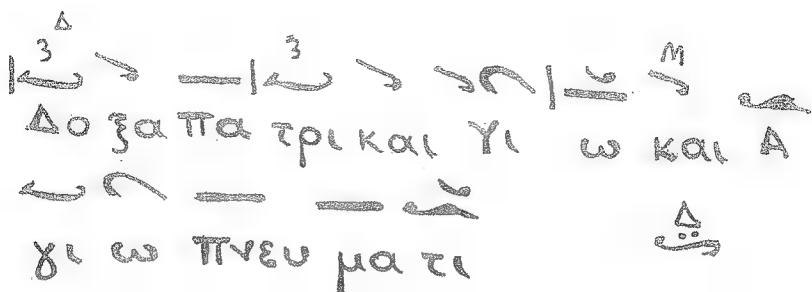 Δο ξα πα τρι και Υι ω και Α
γι ω πνευ μα τι